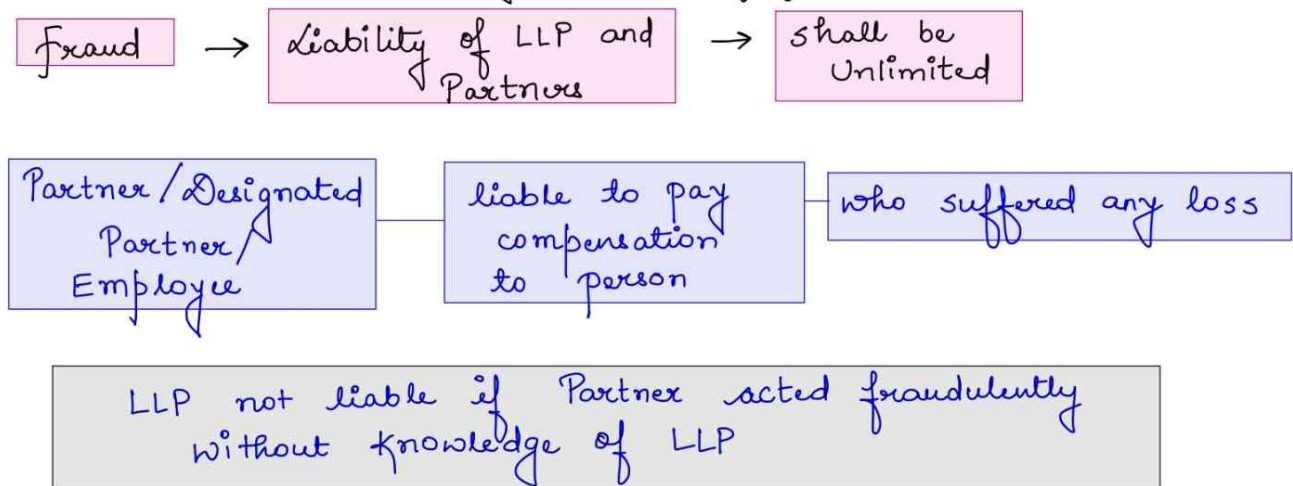 Fraud → Liability of LLP and → shall be
Partners Unlimited
Partner/Designated
Partner/
Employee
liable to pay
compensation
to person
who suffered any loss
LLP not liable if Partner acted fraudulently
without knowledge of LLP